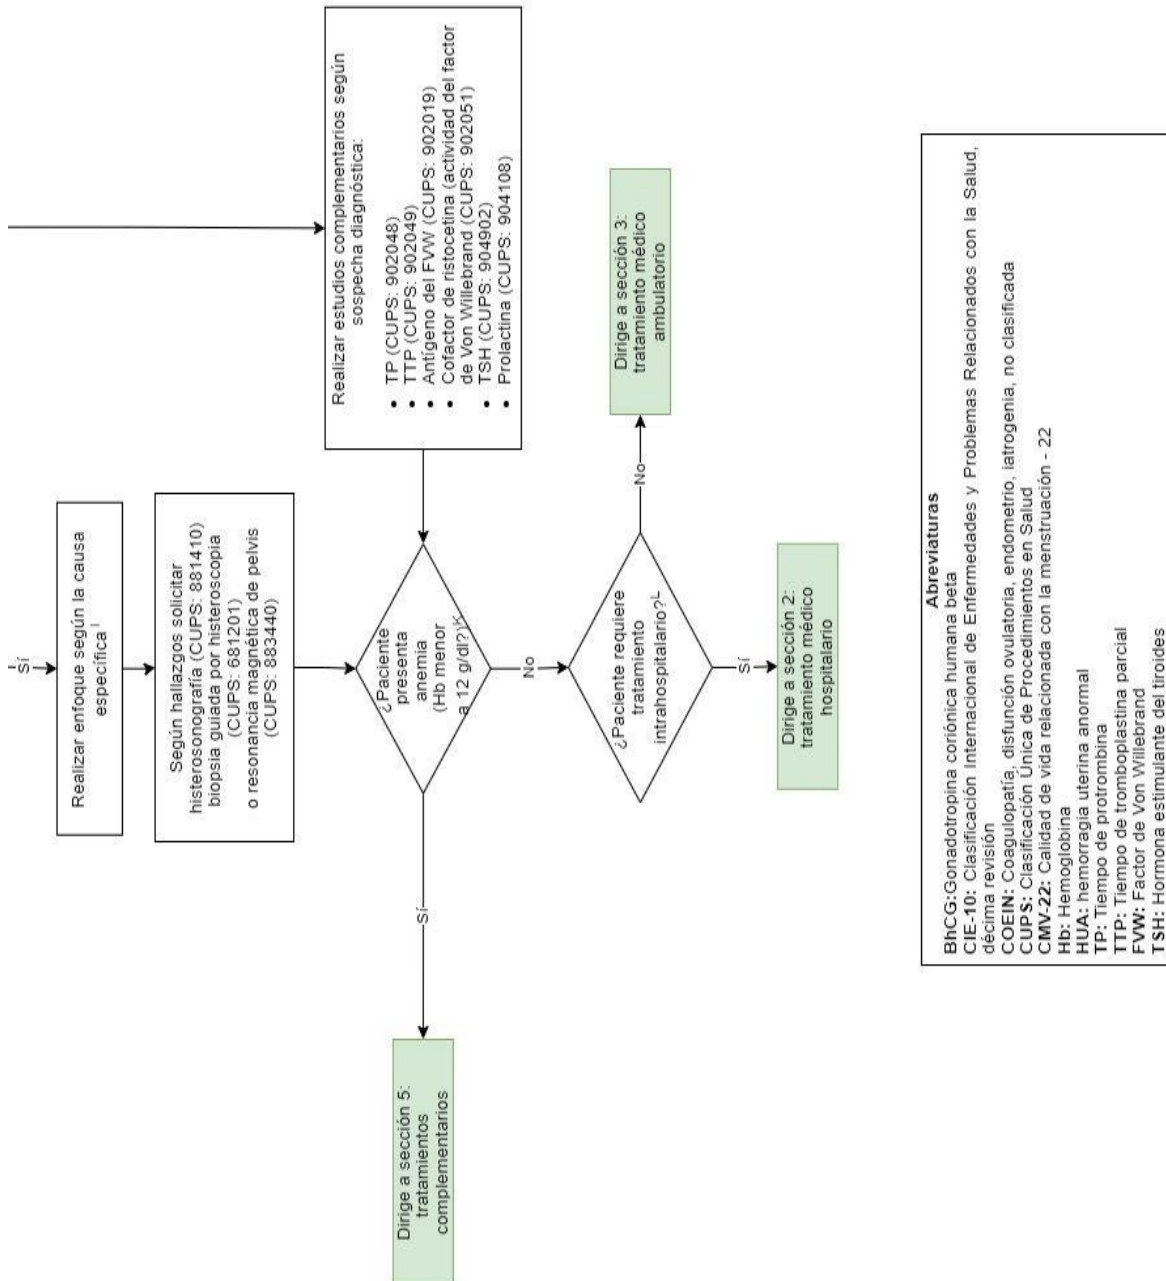 Sí
Realizar enfoque según la causa
específica I
Según hallazgos solicitar
histerosonografía (CUPS: 881410)
biopsia guiada por histeroscopia
(CUPS: 681201)
o resonancia magnética de pelvis
(CUPS: 883440)
Realizar estudios complementarios según
sospecha diagnóstica:
• TP (CUPS: 902048)
• TTP (CUPS: 902049)
• Antígeno del FVW (CUPS: 902019)
• Cofactor de ristocetina (actividad del factor
de Von Willebrand (CUPS: 902051)
• TSH (CUPS: 904902)
• Prolactina (CUPS: 904108)
¿Paciente
presenta
anemia
(Hb menor
a 12 g/dl?)K
Sí
No
Dirige a sección 5:
tratamientos
complementarios
¿Paciente requiere
tratamiento
intrahospitalario?L
No
Sí
Dirige a sección 3:
tratamiento médico
ambulatorio
Dirige a sección 2:
tratamiento médico
hospitalario
Abreviaturas
BhCG:Gonadotropina coriónica humana beta
CIE-10: Clasificación Internacional de Enfermedades y Problemas Relacionados con la Salud,
décima revisión
COEIN: Coagulopatía, disfunción ovulatoria, endometrio, iatrogenia, no clasificada
CUPS: Clasificación Única de Procedimientos en Salud
CMV-22: Calidad de vida relacionada con la menstruación - 22
Hb: Hemoglobina
HUA: hemorragia uterina anormal
TP: Tiempo de protrombina
TTP: Tiempo de tromboplastina parcial
FVW: Factor de Von Willebrand
TSH: Hormona estimulante del tiroides